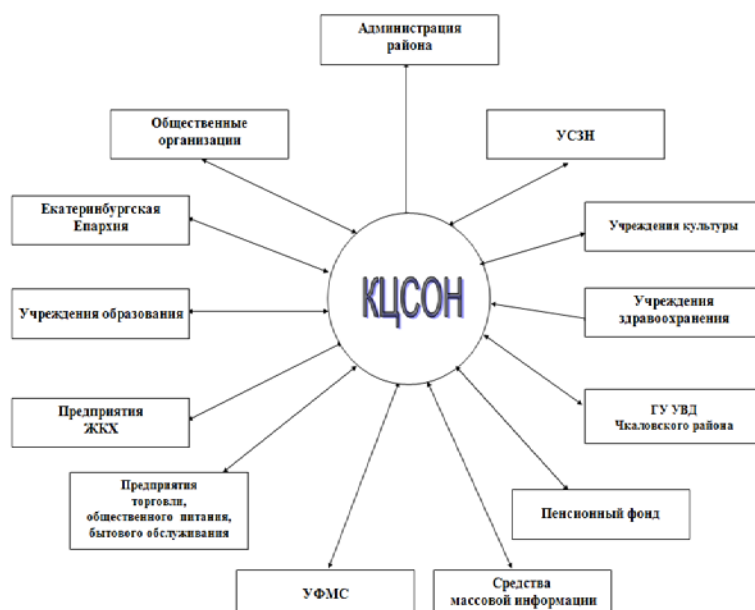 Администрация
района
Общественные
организации
УСЗН
Екатеринбургская
Епархия
Учреждения культуры
КЦСОН
Учреждения образования
Учреждения
здравоохранения
Предприятия
ЖКХ
ГУ УВД
Чкаловского района
Предприятия
торговли,
общественного питания,
бытового обслуживания
Пенсионный фонд
УФМС
Средства
массовой информации